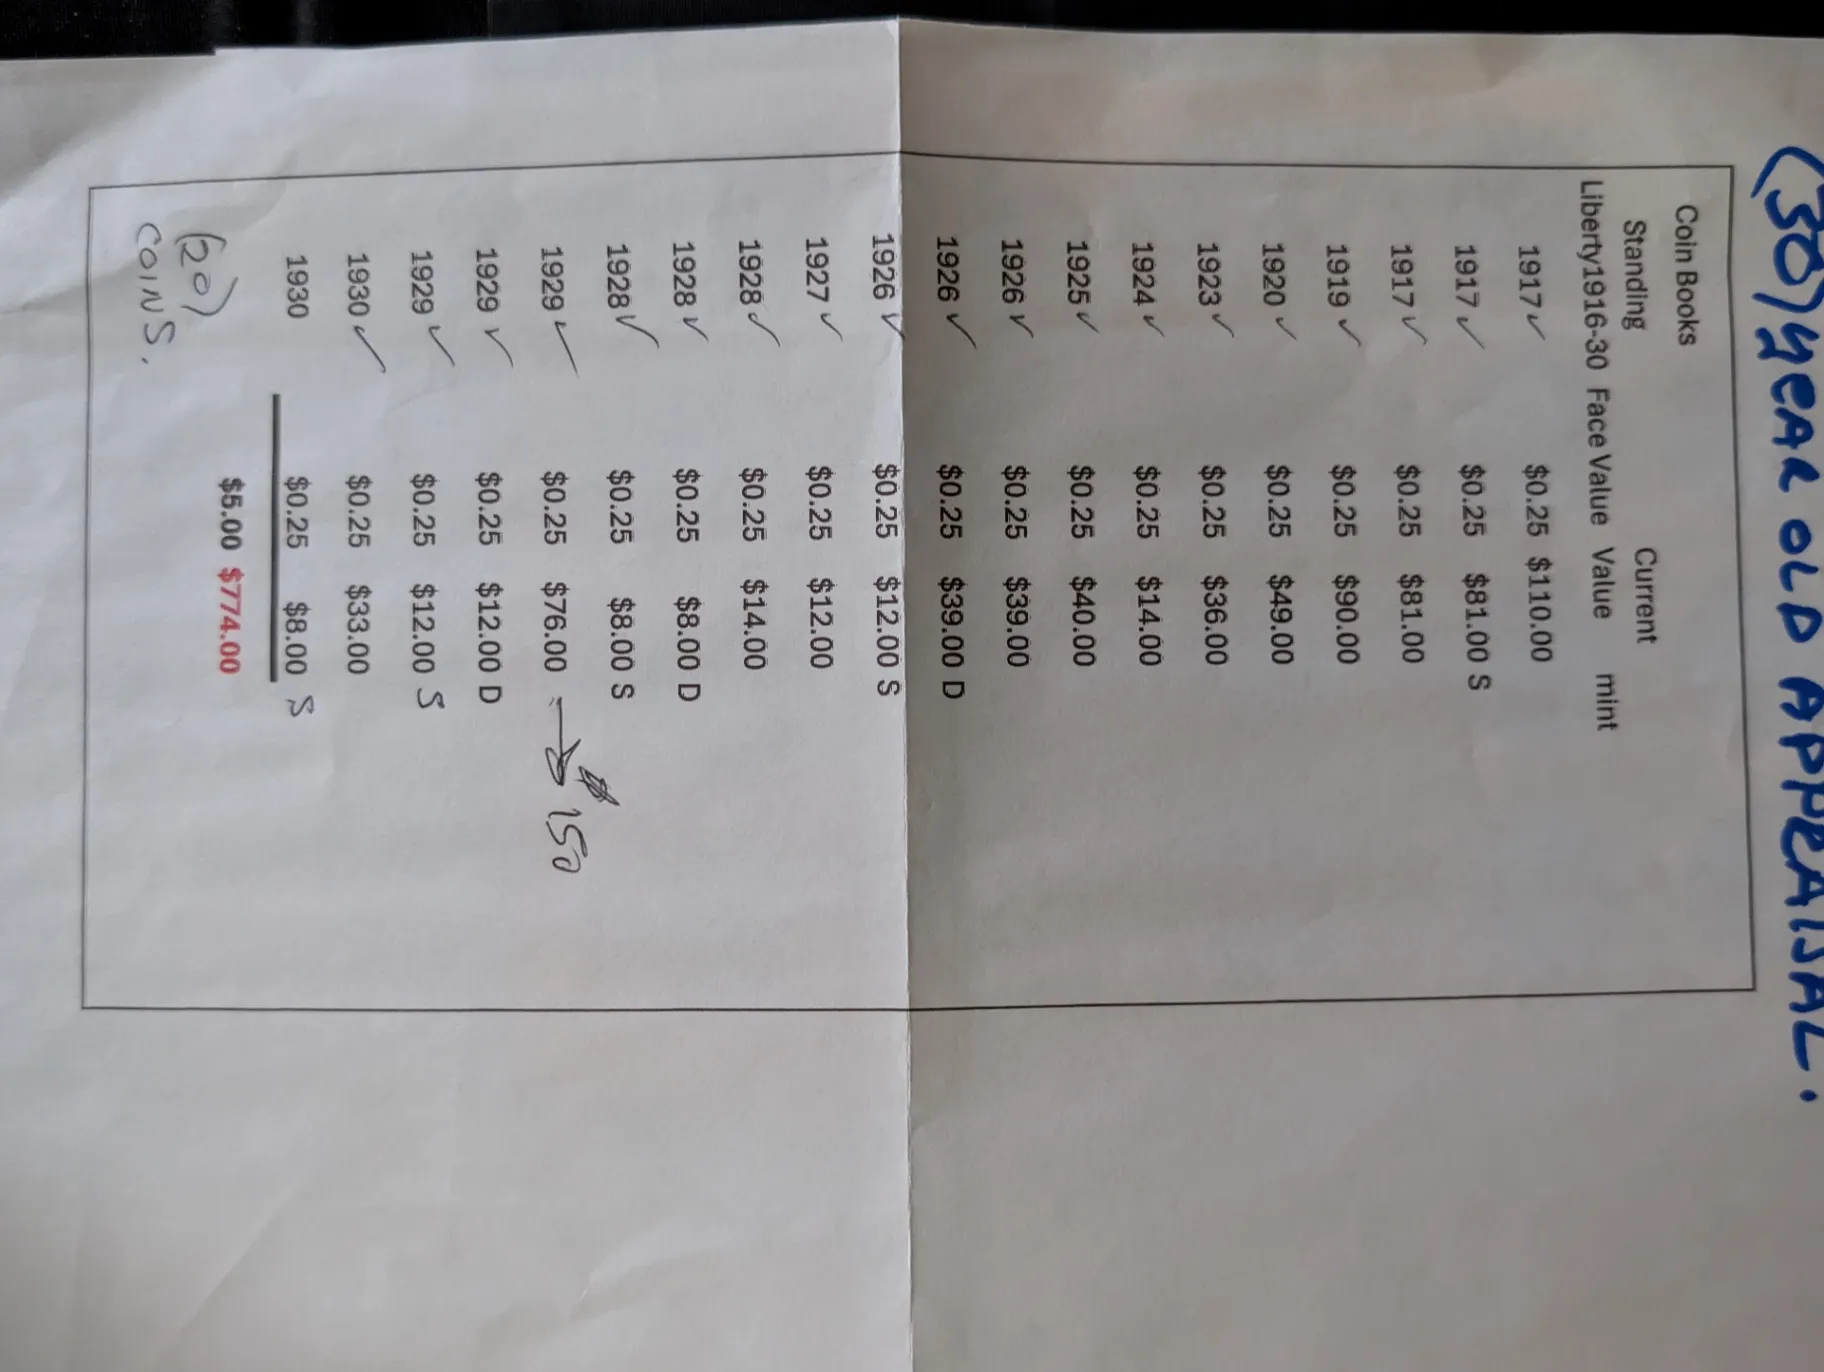 (30) YEAR OLD APPRAISAL.
Coin Books
Standing Current
Liberty1916-30 Face Value Value mint
1917 ✓ $0.25 $110.00
1917 ✓ $0.25 $81.00 S
1917 ✓ $0.25 $81.00
1919 ✓ $0.25 $90.00
1920 ✓ $0.25 $49.00
1923 ✓ $0.25 $36.00
1924 ✓ $0.25 $14.00
1925 ✓ $0.25 $40.00
1926 ✓ $0.25 $39.00
1926 ✓ $0.25 $39.00 D
1926 ✓ $0.25 $12.00 S
1927 ✓ $0.25 $12.00
1928 ✓ $0.25 $14.00
1928 ✓ $0.25 $8.00 D
1928 ✓ $0.25 $8.00 S
1929 ✓ $0.25 $76.00 → $150
1929 ✓ $0.25 $12.00 D
1929 ✓ $0.25 $12.00 S
1930 ✓ $0.25 $33.00
1930 $0.25 $8.00 S
$5.00 $774.00
(20)
COINS.